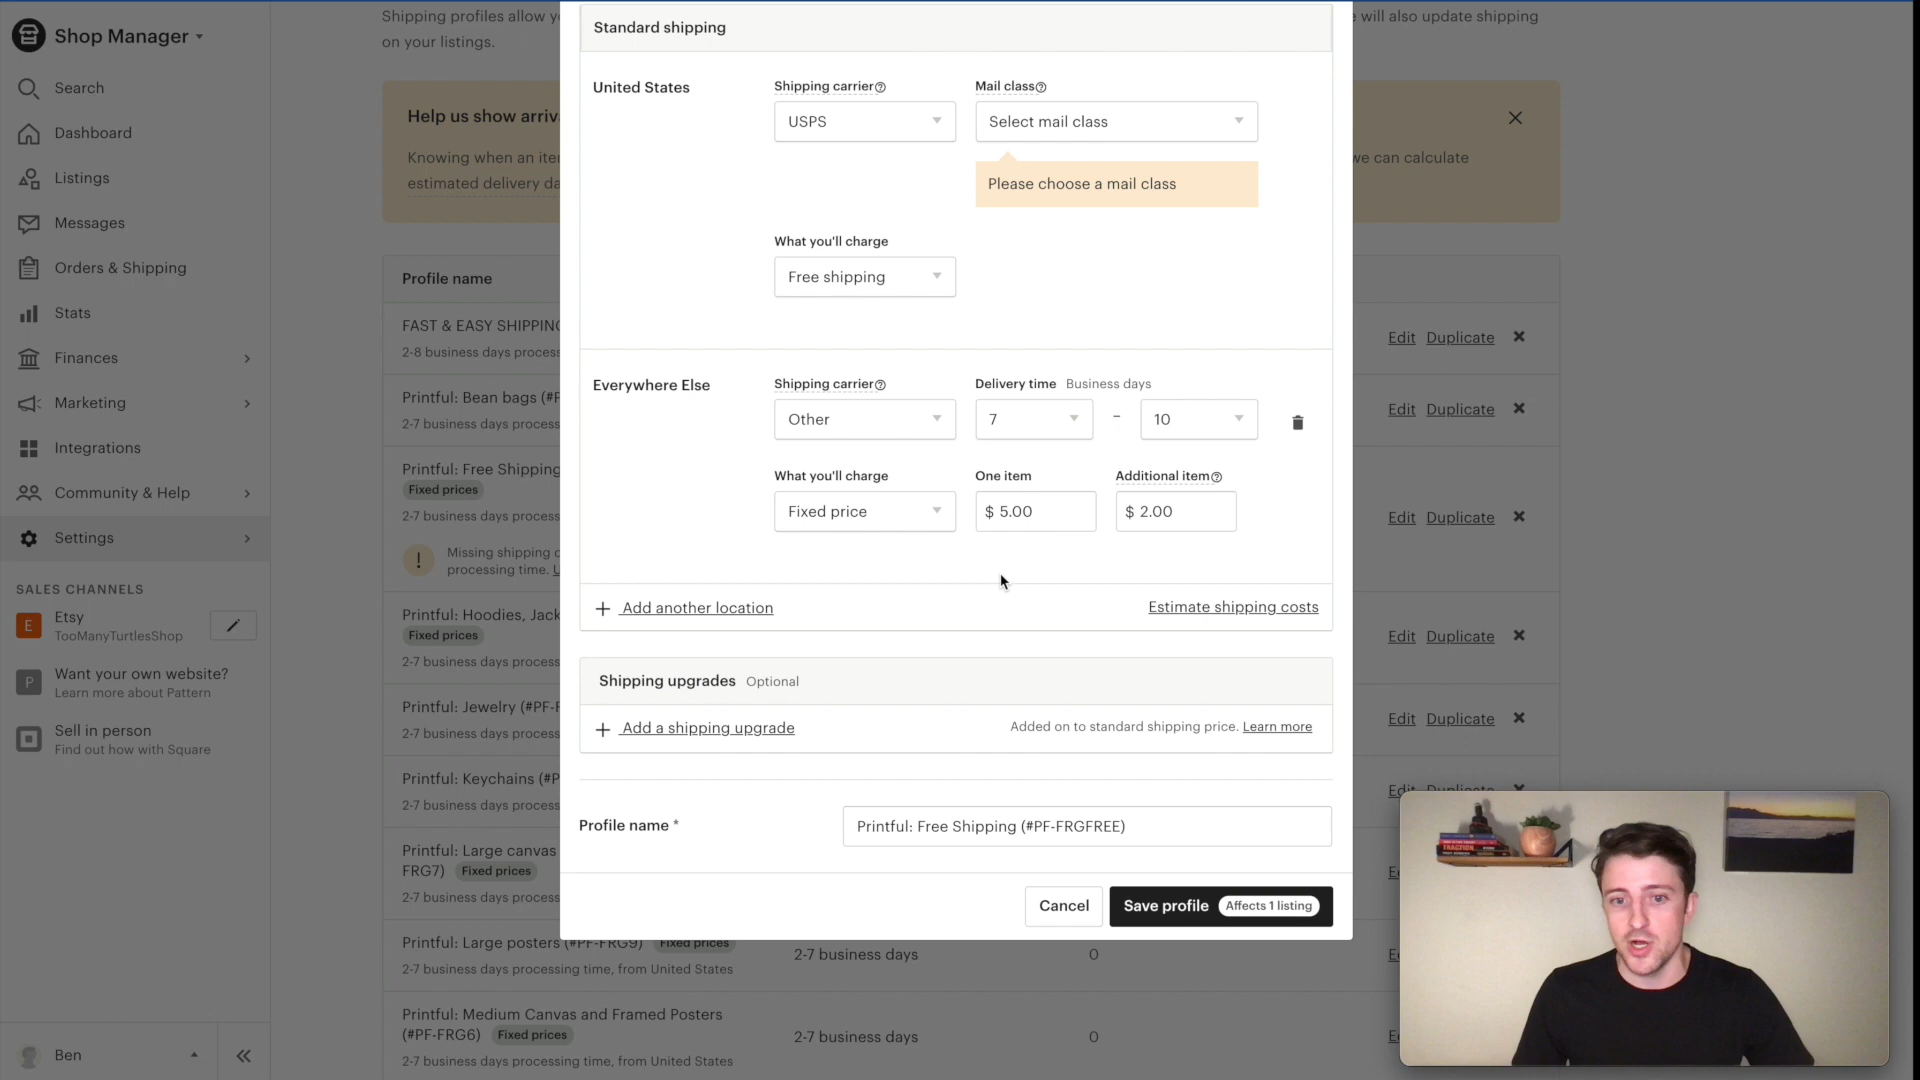 Shop Manager
Search
Dashboard
Listings
Messages
Orders & Shipping
Stats
Finances
Marketing
Integrations
Community & Help
Settings
SALES CHANNELS
E
Etsy
TooManyTurtlesShop
P
Want your own website?
Learn more about Pattern
Sell in person
Find out how with Square
Ben
Shipping profiles allow
will also update shipping
on your listings.
Help us show arriv
Knowing when an ite
we can calculate
estimated delivery da
Profile name
FAST & EASY SHIPPING
2-8 business days process
Edit Duplicate
Printful: Bean bags (#P
2-7 business days process
Edit Duplicate
Printful: Free Shipping
Fixed prices
2-7 business days process
! Missing shipping
processing time.
Edit Duplicate
Printful: Hoodies, Jack
Fixed prices
2-7 business days process
Edit Duplicate
Printful: Jewelry (#PF-F
2-7 business days process
Edit Duplicate
Printful: Keychains (#P
2-7 business days process
Edit Duplicate
Printful: Large canvas
FRG7) Fixed prices
2-7 business days process
Printful: Large posters (#PF-FRG9) Fixed prices
2-7 business days processing time, from United States
2-7 business days
0
Printful: Medium Canvas and Framed Posters
(#PF-FRG6) Fixed prices
2-7 business days processing time, from United States
2-7 business days
0
Standard shipping
United States
Shipping carrier?
Mail class?
USPS
Select mail class
Please choose a mail class
What you'll charge
Free shipping
Everywhere Else
Shipping carrier?
Delivery time Business days
Other
7 – 10
What you'll charge
One item
Additional item?
Fixed price
$ 5.00
$ 2.00
+ Add another location
Estimate shipping costs
Shipping upgrades Optional
+ Add a shipping upgrade
Added on to standard shipping price. Learn more
Profile name *
Printful: Free Shipping (#PF-FRGFREE)
Cancel
Save profile Affects 1 listing
TRACTION